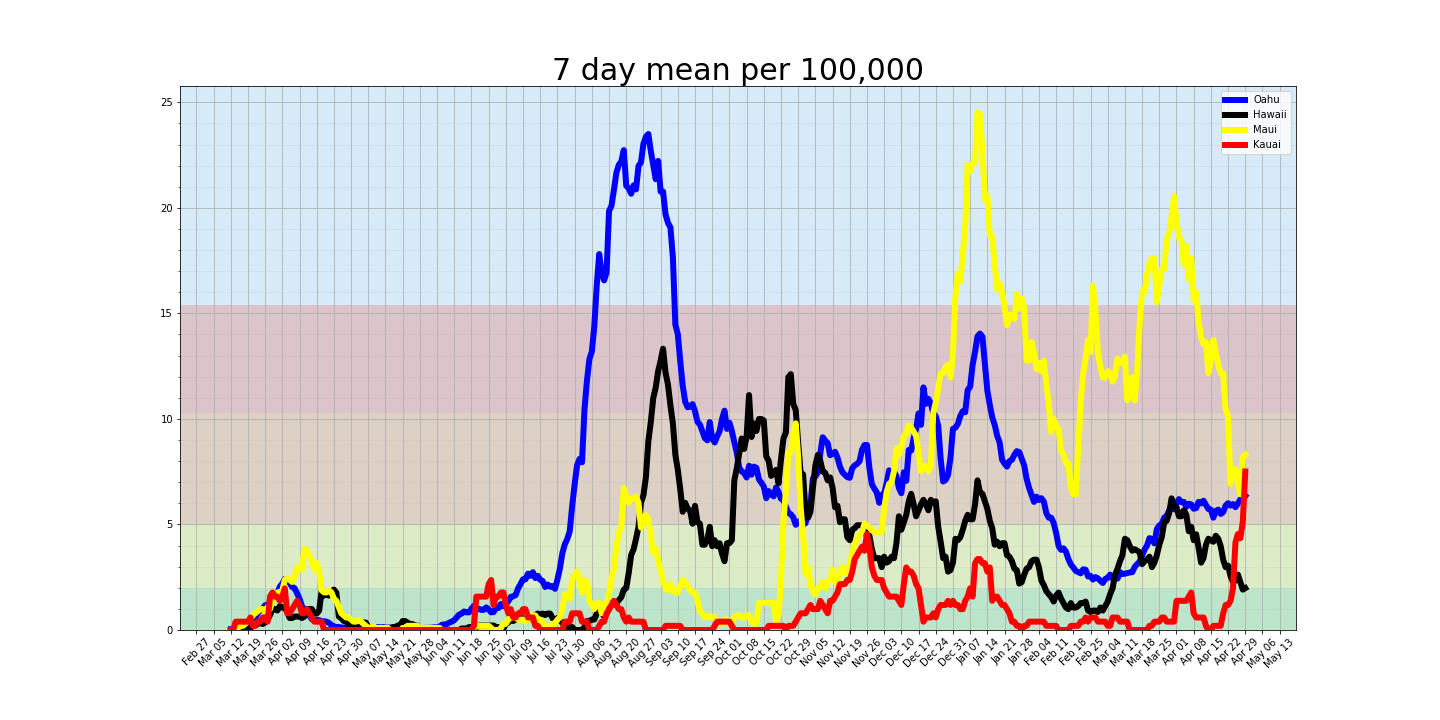 7 day mean per 100,000
Oahu
Hawaii
Maui
Kauai
25
20
15
10
5
0
Feb 27
Mar 05
Mar 12
Mar 19
Mar 26
Apr 02
Apr 09
Apr 16
Apr 23
Apr 30
May 07
May 14
May 21
May 28
Jun 04
Jun 11
Jun 18
Jun 25
Jul 02
Jul 09
Jul 16
Jul 23
Jul 30
Aug 06
Aug 13
Aug 20
Aug 27
Sep 03
Sep 10
Sep 17
Sep 24
Oct 01
Oct 08
Oct 15
Oct 22
Oct 29
Nov 05
Nov 12
Nov 19
Nov 26
Dec 03
Dec 10
Dec 17
Dec 24
Dec 31
Jan 07
Jan 14
Jan 21
Jan 28
Feb 04
Feb 11
Feb 18
Feb 25
Mar 04
Mar 11
Mar 18
Mar 25
Apr 01
Apr 08
Apr 15
Apr 22
Apr 29
May 06
May 13